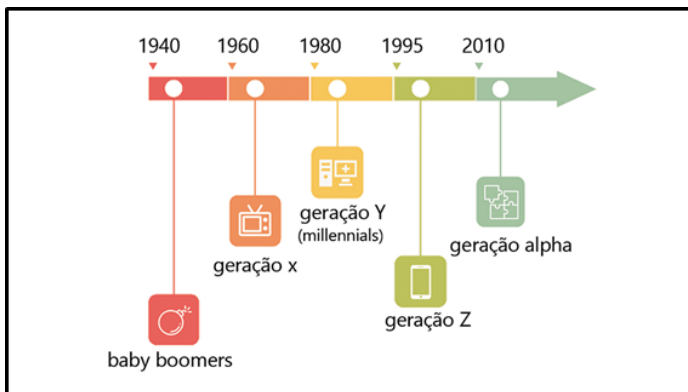 1940 1960 1980 1995 2010
geração Y
(millennials)
geração alpha
geração x
geração Z
baby boomers